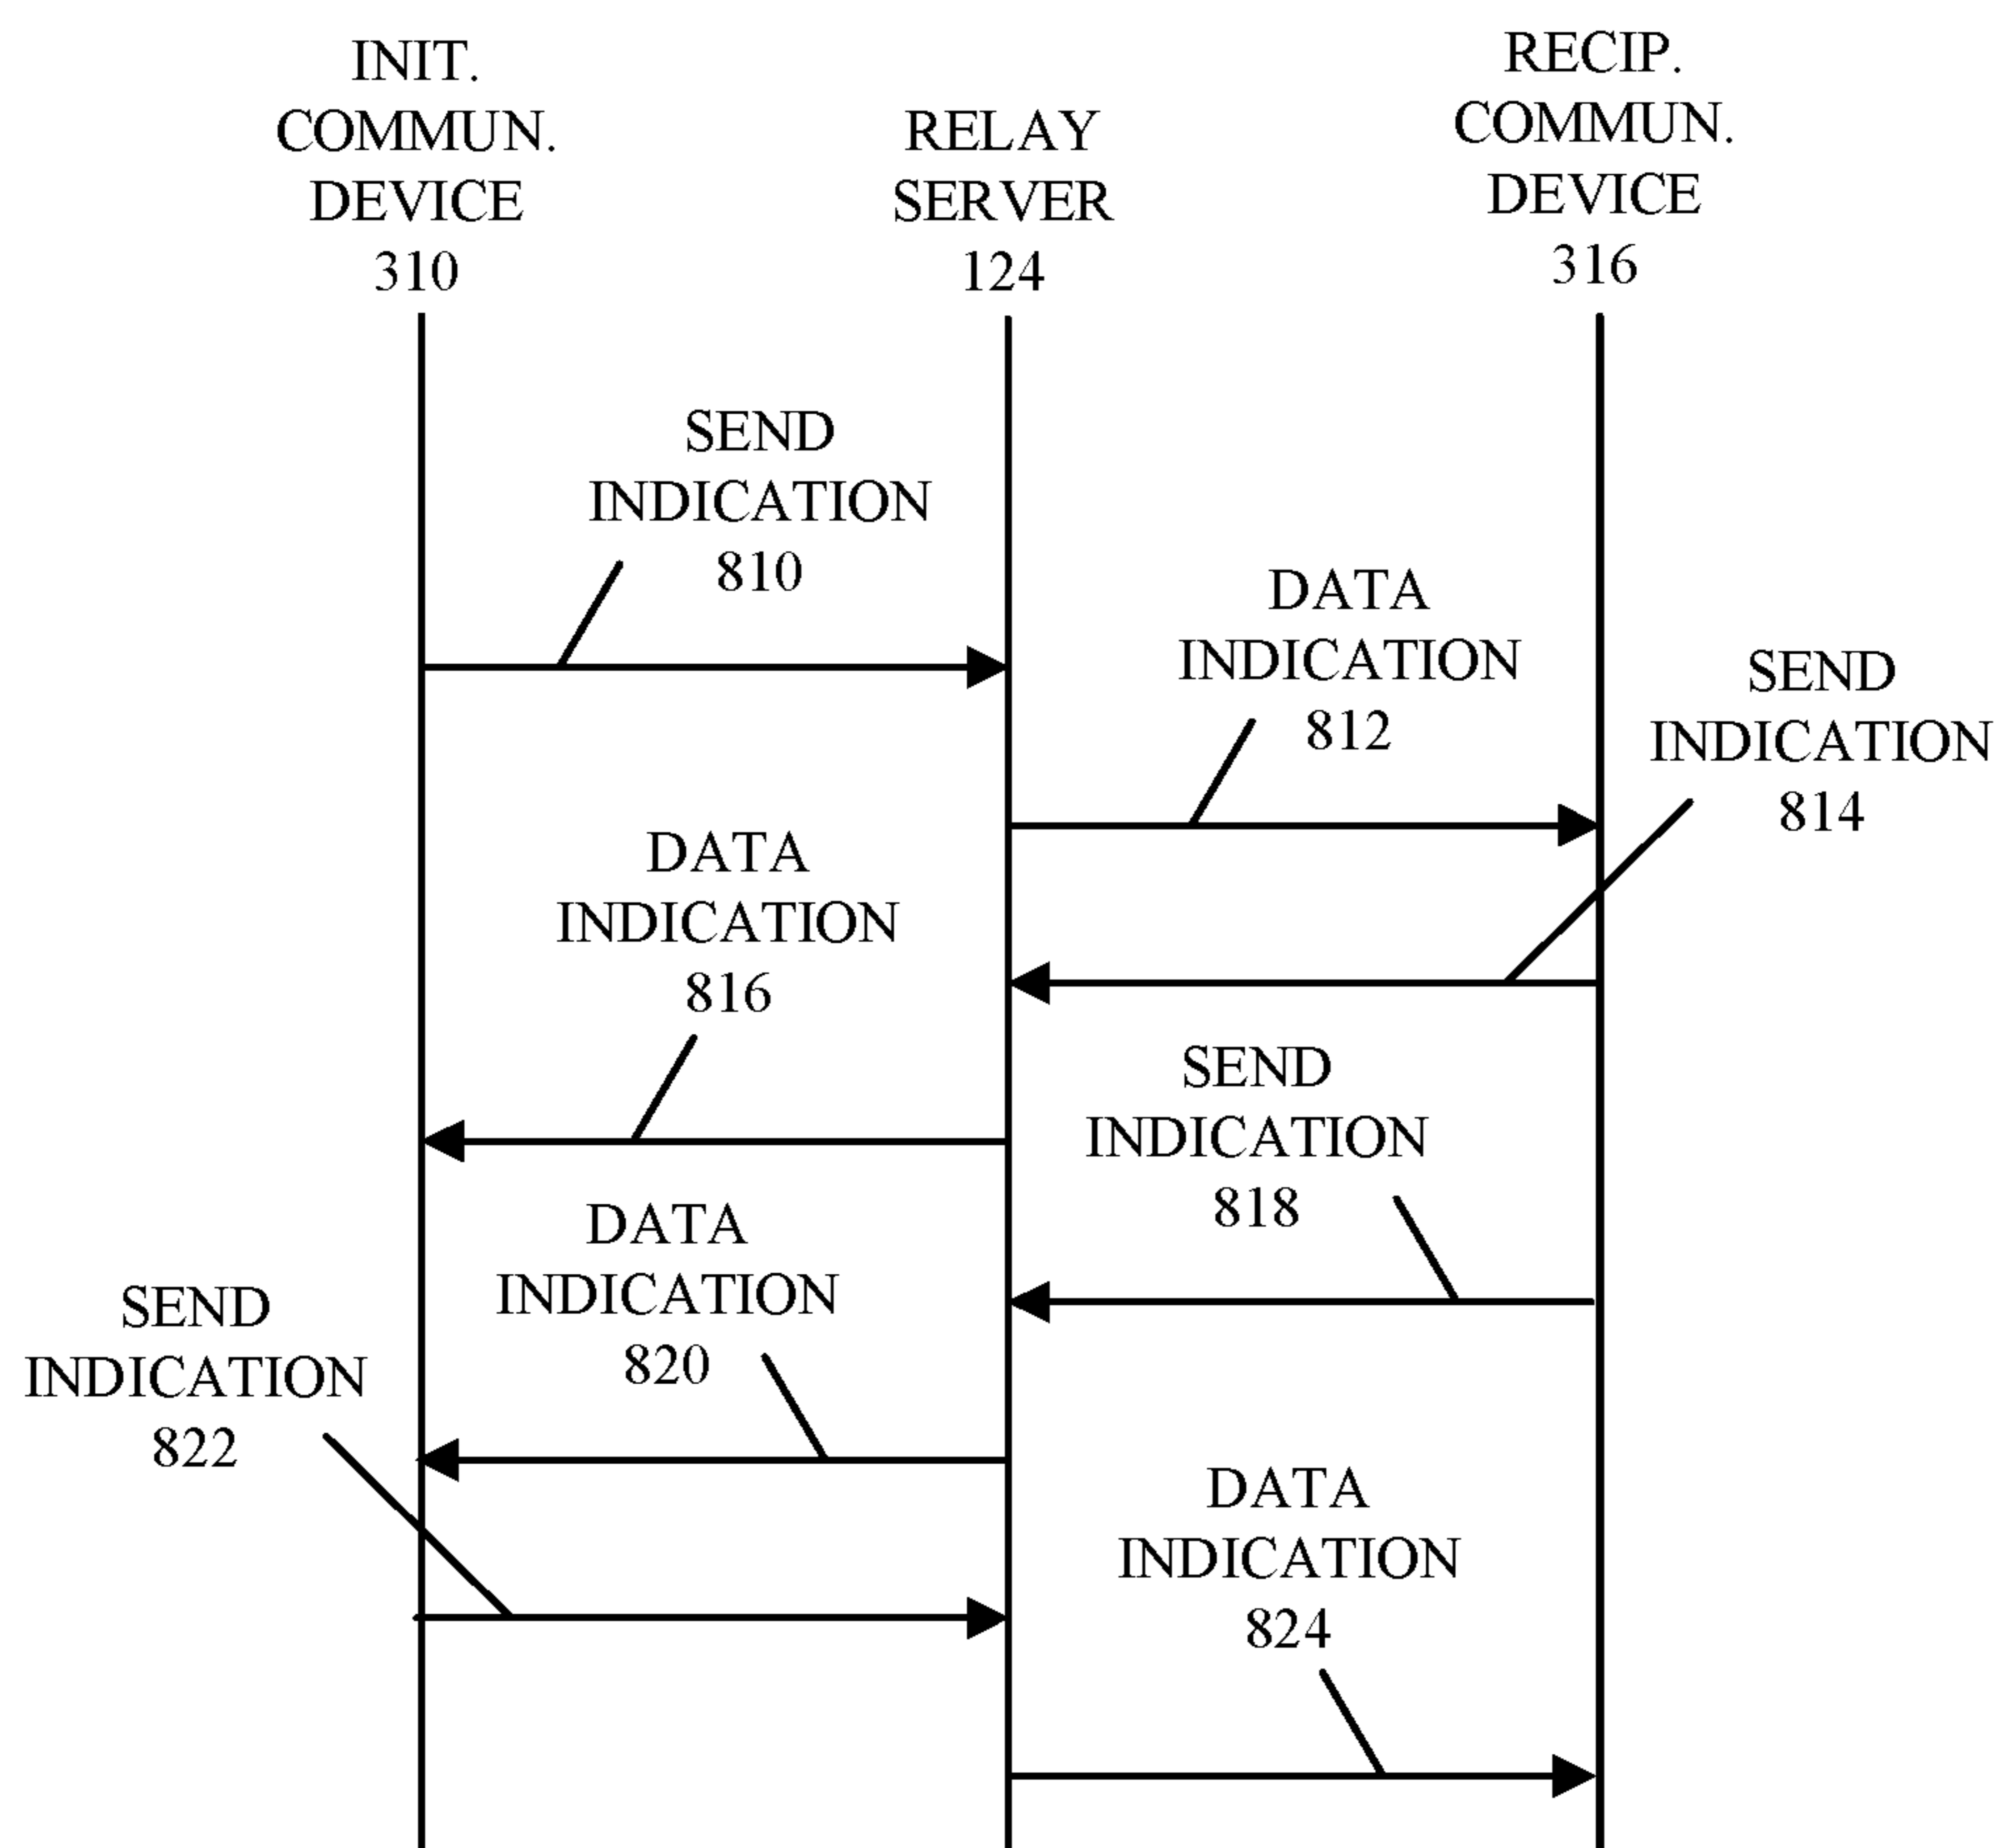 INIT.
COMMUN.
DEVICE
310
RELAY
SERVER
124
RECIP.
COMMUN.
DEVICE
316
SEND
INDICATION
810
DATA
INDICATION
812
SEND
INDICATION
814
DATA
INDICATION
816
SEND
INDICATION
818
DATA
INDICATION
820
SEND
INDICATION
822
DATA
INDICATION
824